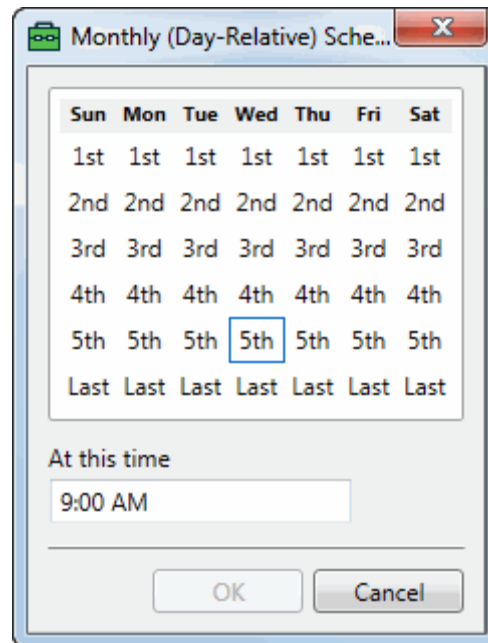 Monthly (Day-Relative) Sche...
Sun Mon Tue Wed Thu Fri Sat
1st 1st 1st 1st 1st 1st 1st
2nd 2nd 2nd 2nd 2nd 2nd 2nd
3rd 3rd 3rd 3rd 3rd 3rd 3rd
4th 4th 4th 4th 4th 4th 4th
5th 5th 5th 5th 5th 5th 5th
Last Last Last Last Last Last Last
At this time
9:00 AM
OK Cancel